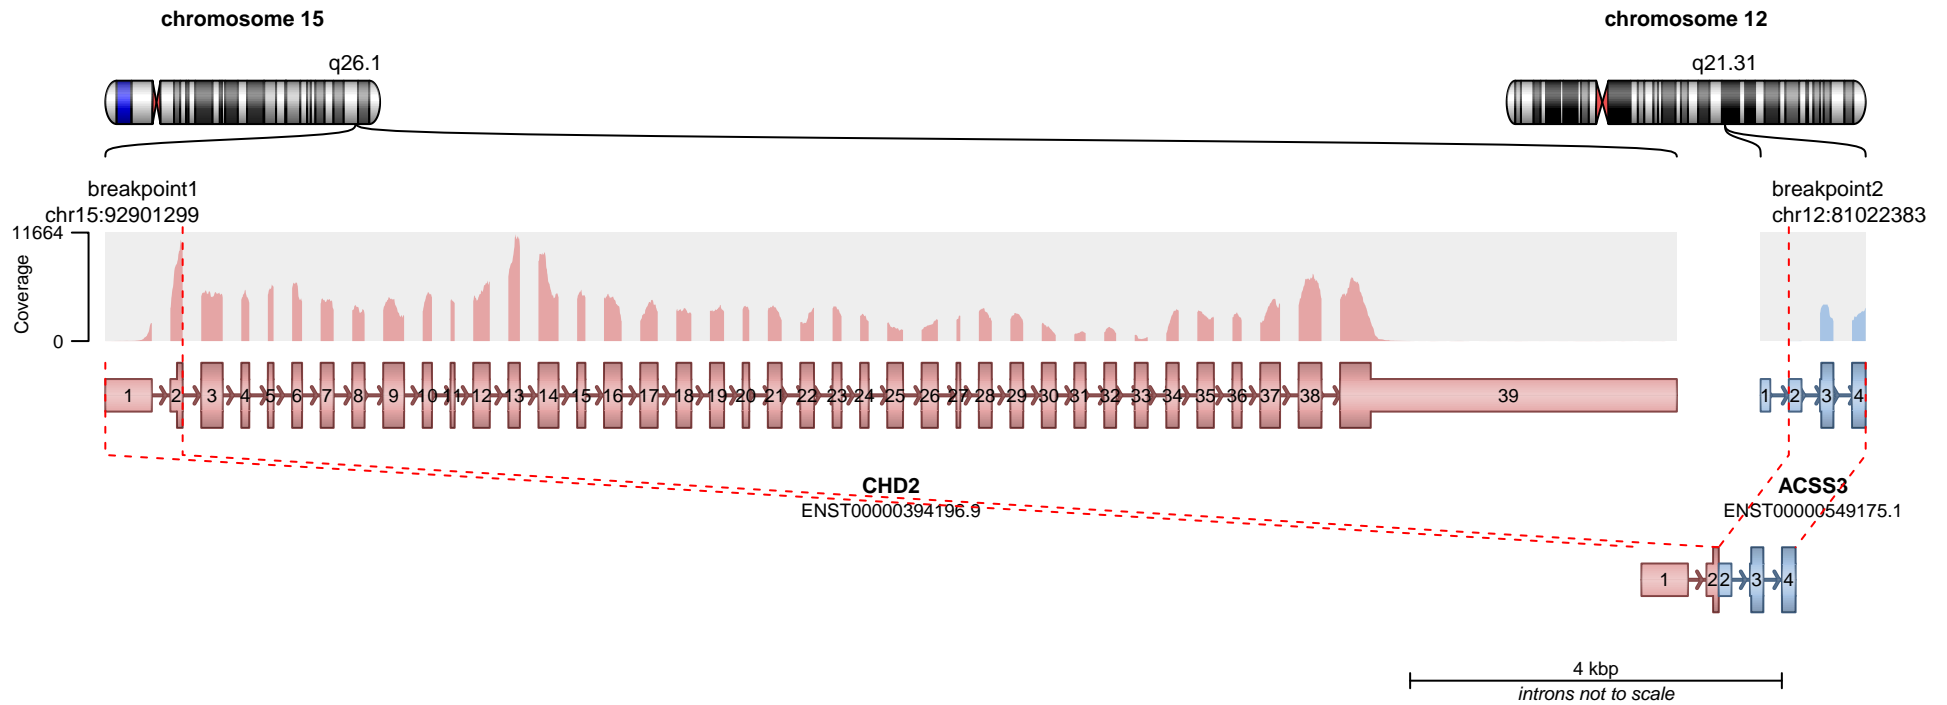 chromosome 15
chromosome 12
q26.1
q21.31
breakpoint1
chr15:92901299
breakpoint2
chr12:81022383
11664
Coverage
0
1 2 3 4 5 6 7 8 9 10 11 12 13 14 15 16 17 18 19 20 21 22 23 24 25 26 27 28 29 30 31 32 33 34 35 36 37 38 39
1 2 3 4
CHD2
ENST00000394196.9
ACSS3
ENST00000549175.1
1 2 2 3 4
4 kbp
introns not to scale